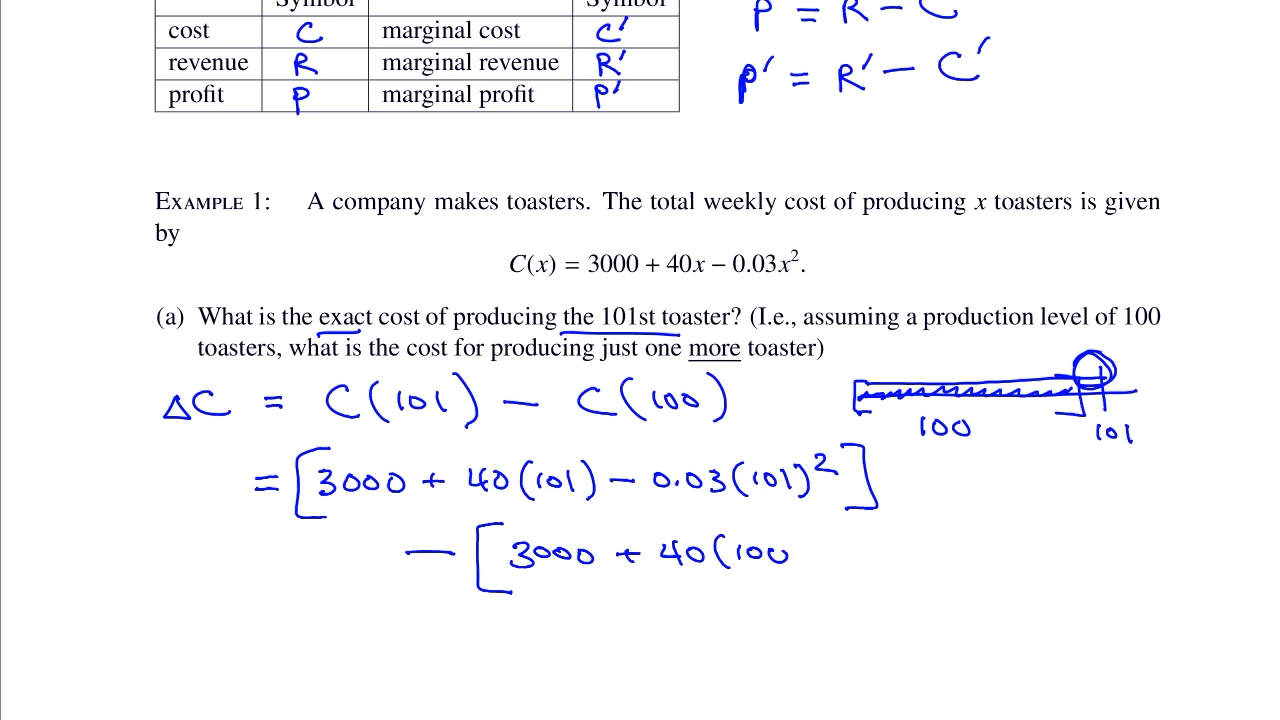 Symbol Symbol
cost C marginal cost C′
revenue R marginal revenue R′
profit P marginal profit P′
P = R − C
P′ = R′ − C′
EXAMPLE 1: A company makes toasters. The total weekly cost of producing x toasters is given
by
C(x) = 3000 + 40x − 0.03x².
(a) What is the exact cost of producing the 101st toaster? (I.e., assuming a production level of 100
toasters, what is the cost for producing just one more toaster)
ΔC = C(101) − C(100)
100 101
= [3000 + 40(101) − 0.03(101)²]
− [3000 + 40(100